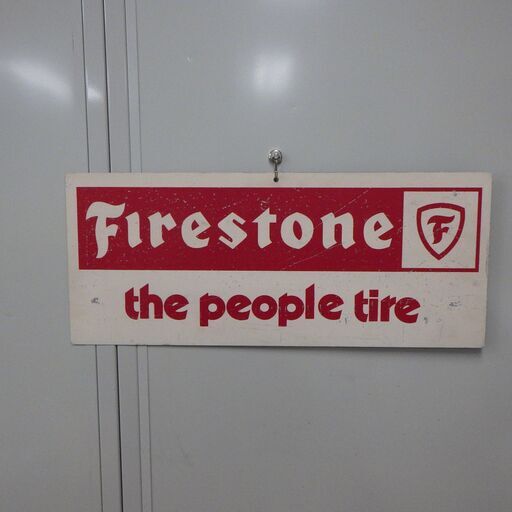 Firestone F
the people tire